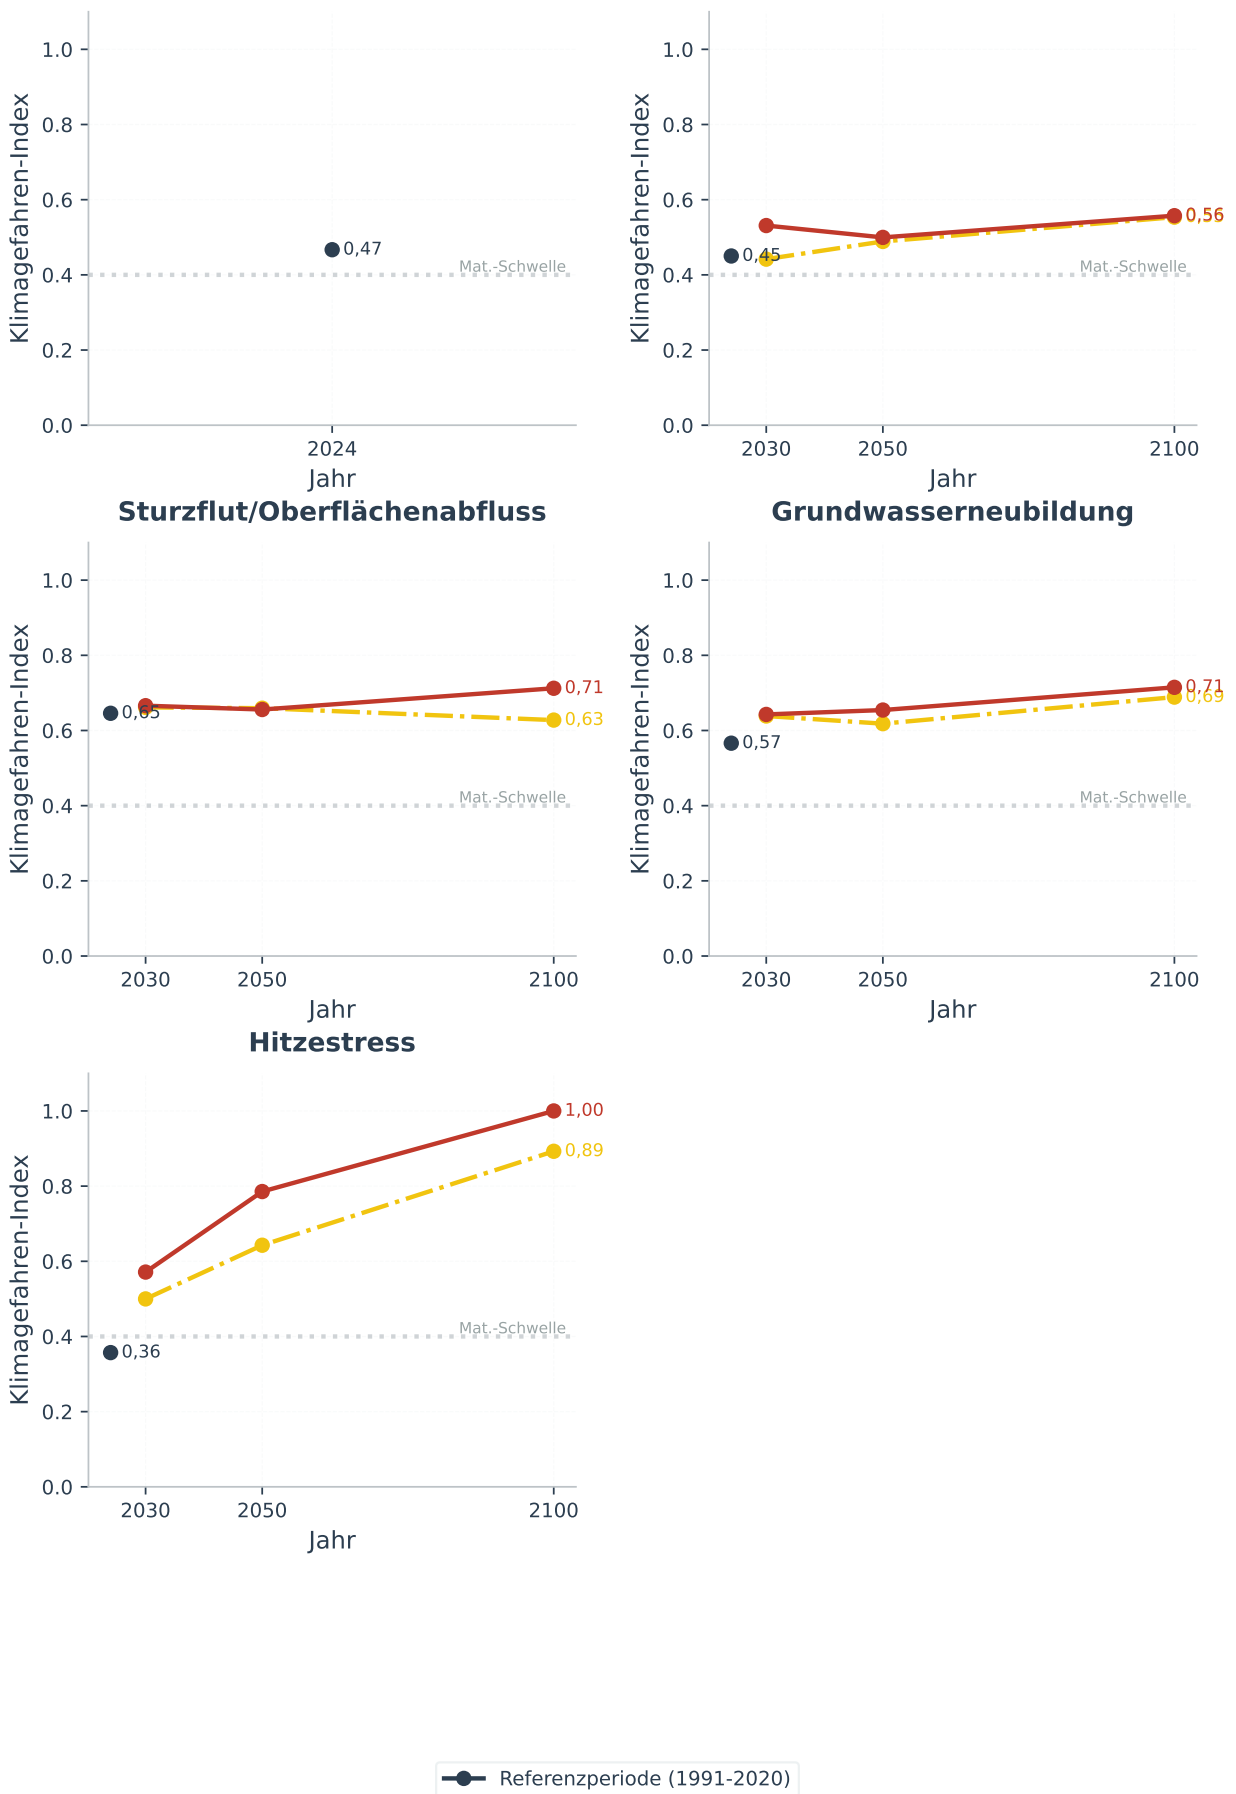 1.0
0.8
0.6
0.4
0.2
0.0
Klimagefahren-Index
0,47
Mat.-Schwelle
2024
Jahr
1.0
0.8
0.6
0.4
0.2
0.0
Klimagefahren-Index
0,45
0,56
Mat.-Schwelle
2030 2050 2100
Jahr
Sturzflut/Oberflächenabfluss
1.0
0.8
0.6
0.4
0.2
0.0
Klimagefahren-Index
0,65
0,71
0,63
Mat.-Schwelle
2030 2050 2100
Jahr
Grundwasserneubildung
1.0
0.8
0.6
0.4
0.2
0.0
Klimagefahren-Index
0,57
0,71
0,69
Mat.-Schwelle
2030 2050 2100
Jahr
Hitzestress
1.0
0.8
0.6
0.4
0.2
0.0
Klimagefahren-Index
0,36
1,00
0,89
Mat.-Schwelle
2030 2050 2100
Jahr
Referenzperiode (1991-2020)